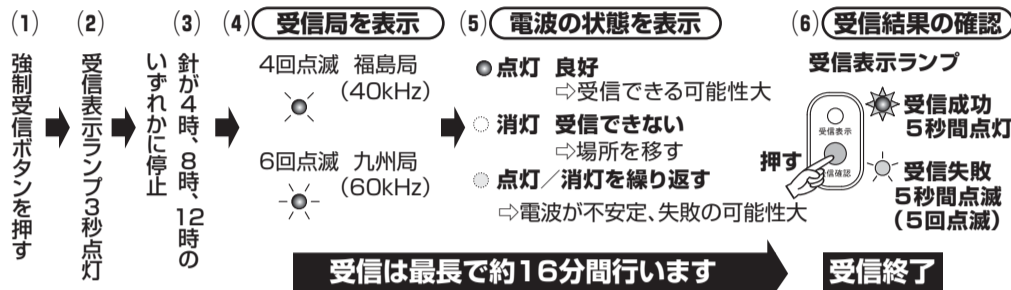 (1)
強制受信ボタンを押す
(2)
受信表示ランプ3秒点灯
(3)
針が4時、8時、12時の
いずれかに停止
(4) 受信局を表示
4回点滅 福島局
(40kHz)
6回点滅 九州局
(60kHz)
(5) 電波の状態を表示
点灯 良好
⇨受信できる可能性大
消灯 受信できない
⇨場所を移す
点灯/消灯を繰り返す
⇨電波が不安定、失敗の可能性大
(6) 受信結果の確認
受信表示ランプ
受信表示
押す
信確認
受信成功
5秒間点灯
受信失敗
5秒間点滅
(5回点滅)
受信は最長で約16分間行います
受信終了